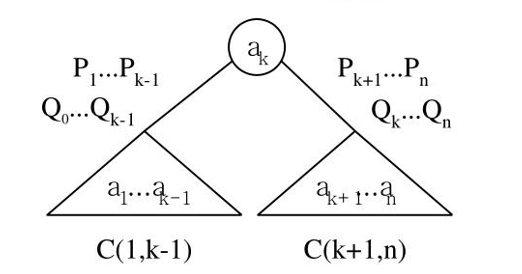 aₖ
P₁...Pₖ₋₁
Pₖ₊₁...Pₙ
Q₀...Qₖ₋₁
Qₖ...Qₙ
a₁...aₖ₋₁
aₖ₊₁...aₙ
C(1,k-1)
C(k+1,n)